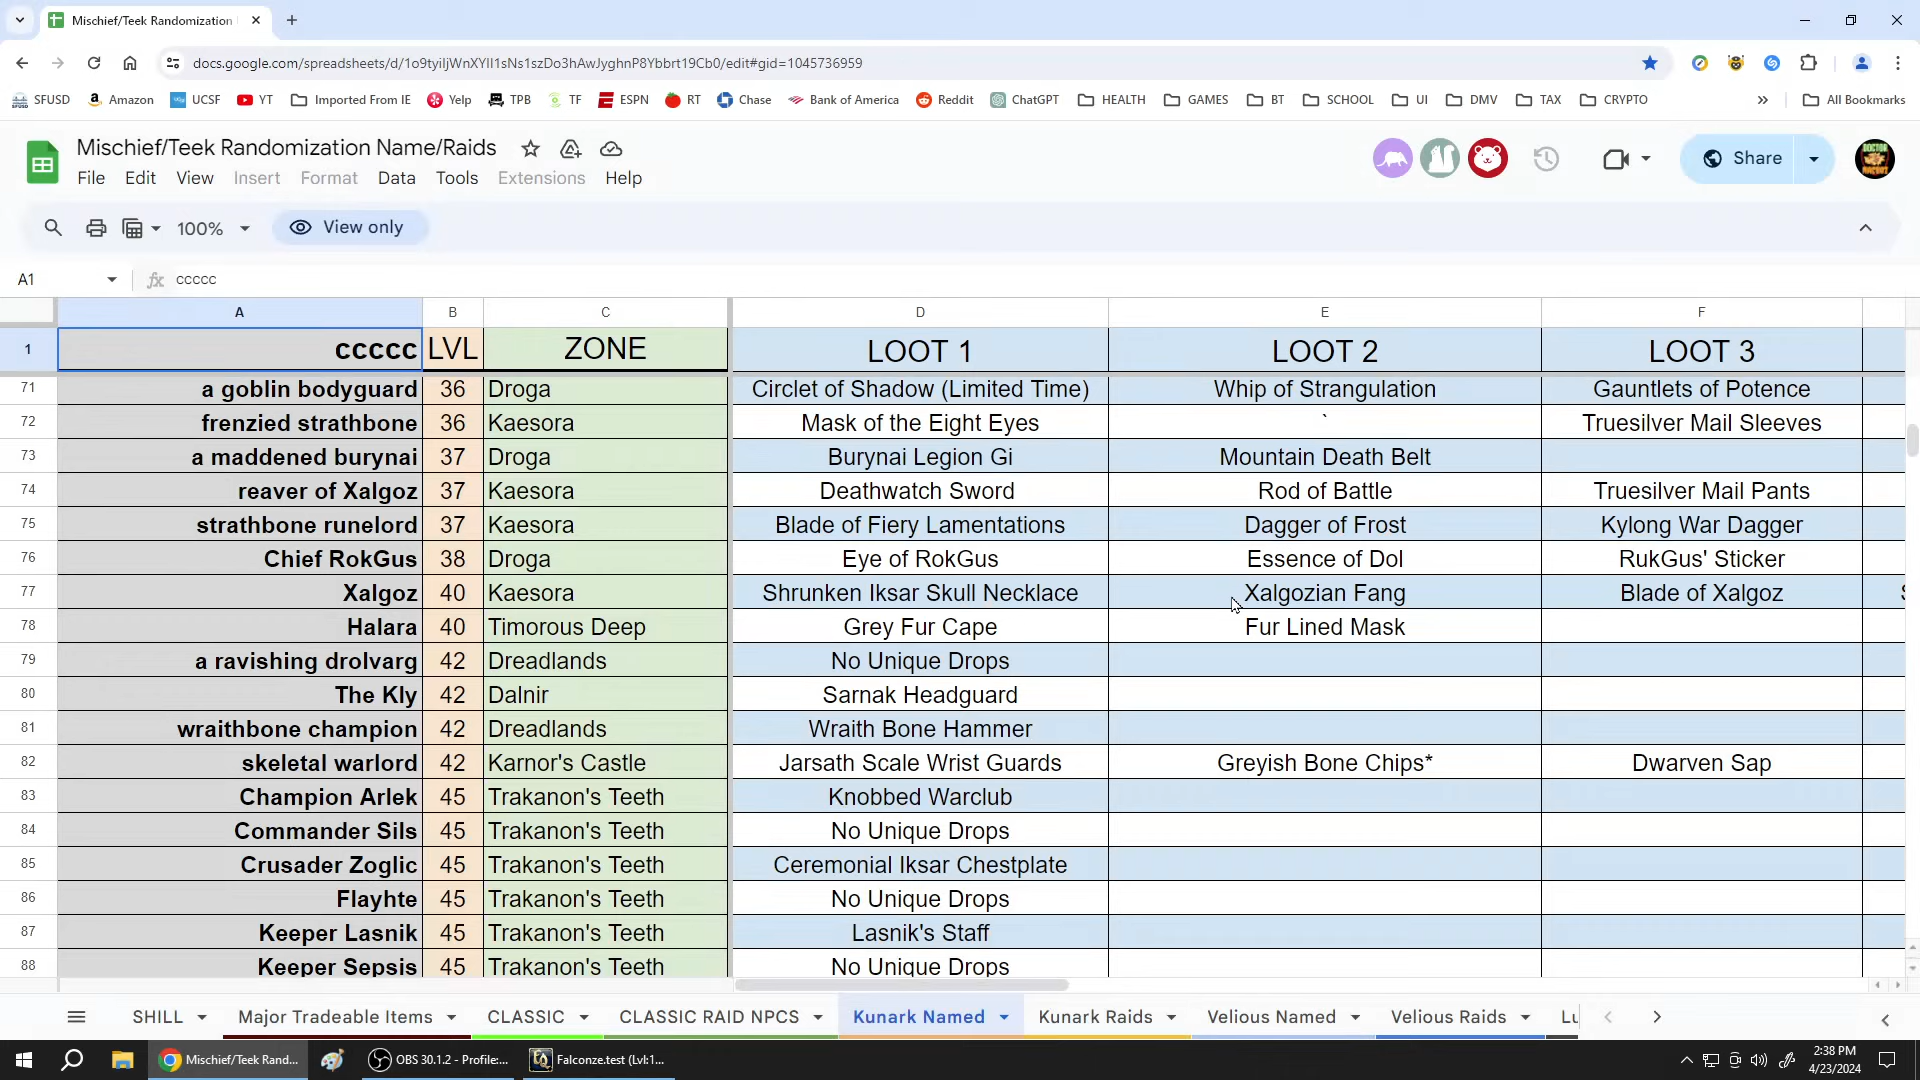 Mischief/Teek Randomization
docs.google.com/spreadsheets/d/1o9tyiIjWnXYII1sNs1szDo3hAwJyghnP8Ybbrt19Cb0/edit#gid=1045736959
SFUSD Amazon UCSF YT Imported From IE Yelp TPB TF ESPN RT Chase Bank of America Reddit ChatGPT HEALTH GAMES BT SCHOOL UI DMV TAX CRYPTO All Bookmarks
Mischief/Teek Randomization Name/Raids
Share
File Edit View Insert Format Data Tools Extensions Help
100% View only
A1 ccccc
A B C D E F
1 ccccc LVL ZONE LOOT 1 LOOT 2 LOOT 3
71 a goblin bodyguard 36 Droga Circlet of Shadow (Limited Time) Whip of Strangulation Gauntlets of Potence
72 frenzied strathbone 36 Kaesora Mask of the Eight Eyes ` Truesilver Mail Sleeves
73 a maddened burynai 37 Droga Burynai Legion Gi Mountain Death Belt
74 reaver of Xalgoz 37 Kaesora Deathwatch Sword Rod of Battle Truesilver Mail Pants
75 strathbone runelord 37 Kaesora Blade of Fiery Lamentations Dagger of Frost Kylong War Dagger
76 Chief RokGus 38 Droga Eye of RokGus Essence of Dol RukGus' Sticker
77 Xalgoz 40 Kaesora Shrunken Iksar Skull Necklace Xalgozian Fang Blade of Xalgoz
78 Halara 40 Timorous Deep Grey Fur Cape Fur Lined Mask
79 a ravishing drolvarg 42 Dreadlands No Unique Drops
80 The Kly 42 Dalnir Sarnak Headguard
81 wraithbone champion 42 Dreadlands Wraith Bone Hammer
82 skeletal warlord 42 Karnor's Castle Jarsath Scale Wrist Guards Greyish Bone Chips* Dwarven Sap
83 Champion Arlek 45 Trakanon's Teeth Knobbed Warclub
84 Commander Sils 45 Trakanon's Teeth No Unique Drops
85 Crusader Zoglic 45 Trakanon's Teeth Ceremonial Iksar Chestplate
86 Flayhte 45 Trakanon's Teeth No Unique Drops
87 Keeper Lasnik 45 Trakanon's Teeth Lasnik's Staff
88 Keeper Sepsis 45 Trakanon's Teeth No Unique Drops
SHILL Major Tradeable Items CLASSIC CLASSIC RAID NPCS Kunark Named Kunark Raids Velious Named Velious Raids Lu
Mischief/Teek Rand... OBS 30.1.2 - Profile:... Falconze.test (Lvl:1...
2:38 PM
4/23/2024